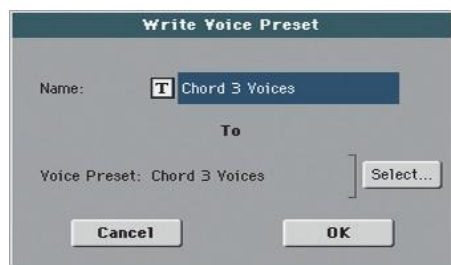 Write Voice Preset
Name: T Chord 3 Voices
To
Voice Preset: Chord 3 Voices Select...
Cancel OK